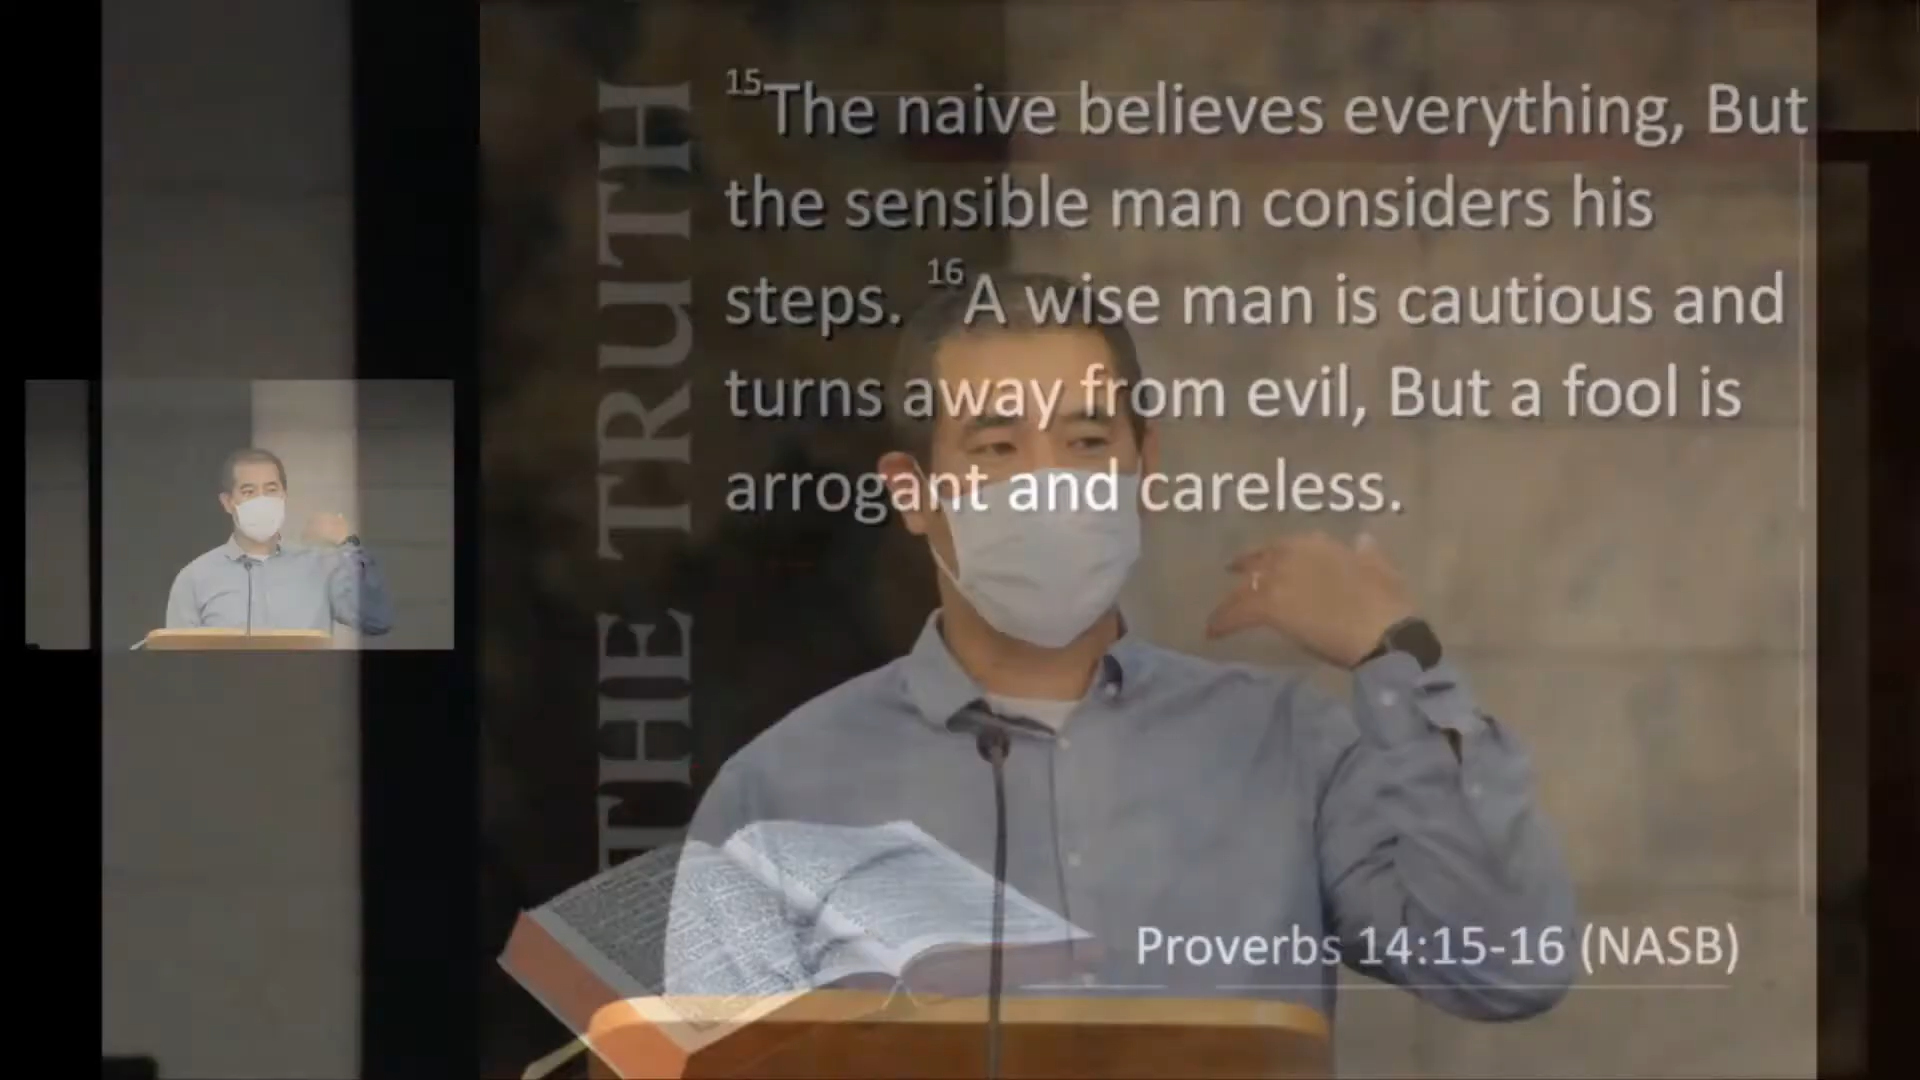 THE TRUTH
15The naive believes everything, But
the sensible man considers his
steps. 16A wise man is cautious and
turns away from evil, But a fool is
arrogant and careless.
Proverbs 14:15-16 (NASB)